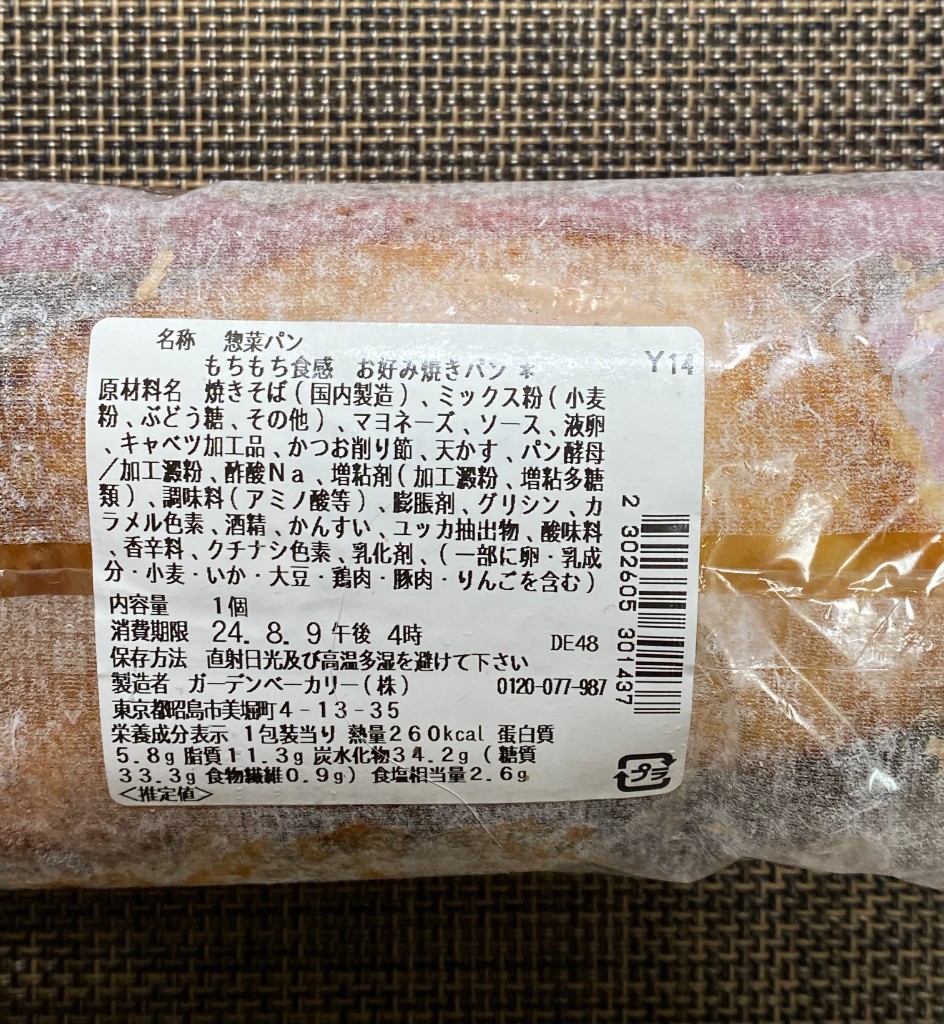 名称 惣菜パン
もちもち食感 お好み焼きパン ＊ Y14
原材料名 焼きそば(国内製造)、ミックス粉(小麦
粉、ぶどう糖、その他)、マヨネーズ、ソース、液卵
、キャベツ加工品、かつお削り節、天かす、パン酵母
/加工澱粉、酢酸Na、増粘剤(加工澱粉、増粘多糖
類)、調味料(アミノ酸等)、膨脹剤、グリシン、カ
ラメル色素、酒精、かんすい、ユッカ抽出物、酸味料
、香辛料、クチナシ色素、乳化剤、(一部に卵・乳成
分・小麦・いか・大豆・鶏肉・豚肉・りんごを含む)
内容量 1個
消費期限 24. 8. 9 午後 4時 DE48
保存方法 直射日光及び高温多湿を避けて下さい
製造者 ガーデンベーカリー(株) 0120-077-987
東京都昭島市美堀町4-13-35
栄養成分表示 1包装当り 熱量260kcal 蛋白質
5.8g 脂質11.3g 炭水化物34.2g (糖質
33.3g 食物繊維0.9g) 食塩相当量2.6g
<推定値>
プラ
2 302605 301437